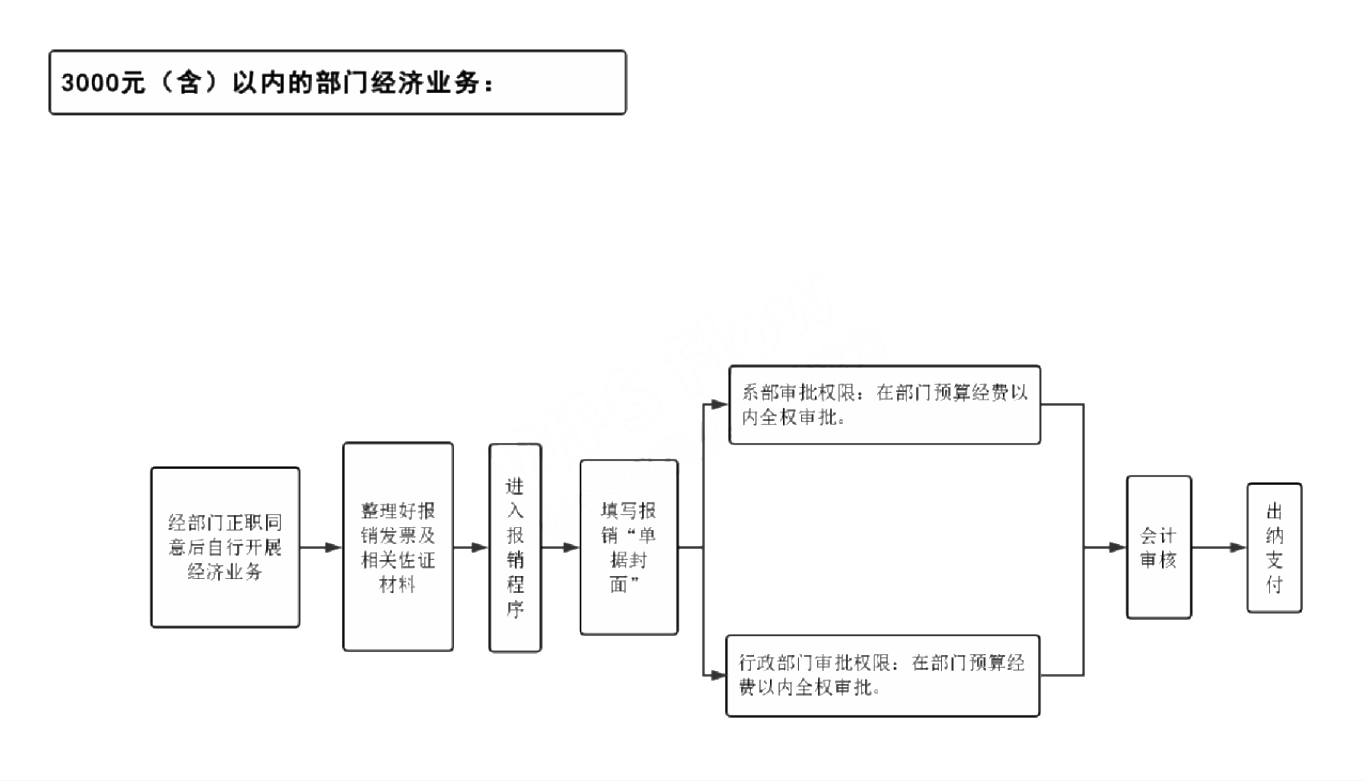 3000元（含）以内的部门经济业务：
经部门正职同
意后自行开展
经济业务
整理好报
销发票及
相关佐证
材料
进
入
报
销
程
序
填写报
销“单
据封
面”
系部审批权限：在部门预算经费以
内全权审批。
行政部门审批权限：在部门预算经
费以内全权审批。
会计
审核
出
纳
支
付